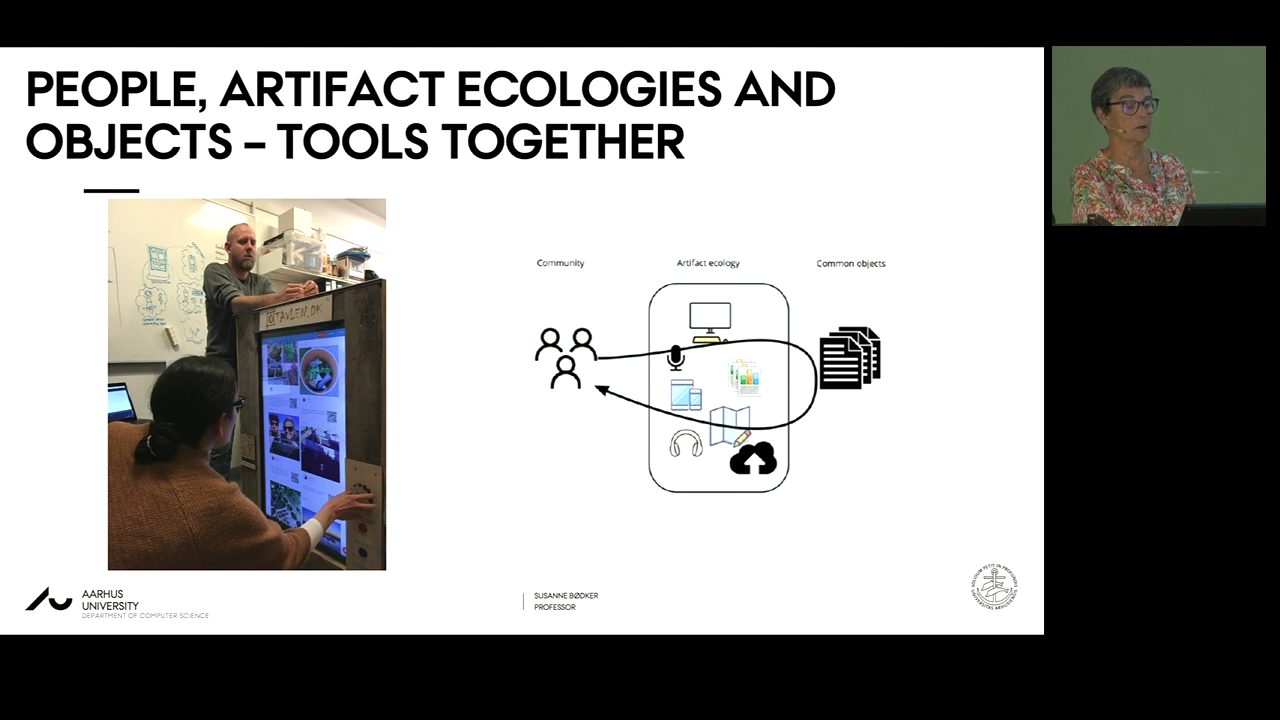 PEOPLE, ARTIFACT ECOLOGIES AND
OBJECTS – TOOLS TOGETHER
@TAVLEN_DK
Community
Artifact ecology
Common objects
AARHUS
UNIVERSITY
DEPARTMENT OF COMPUTER SCIENCE
SUSANNE BØDKER
PROFESSOR